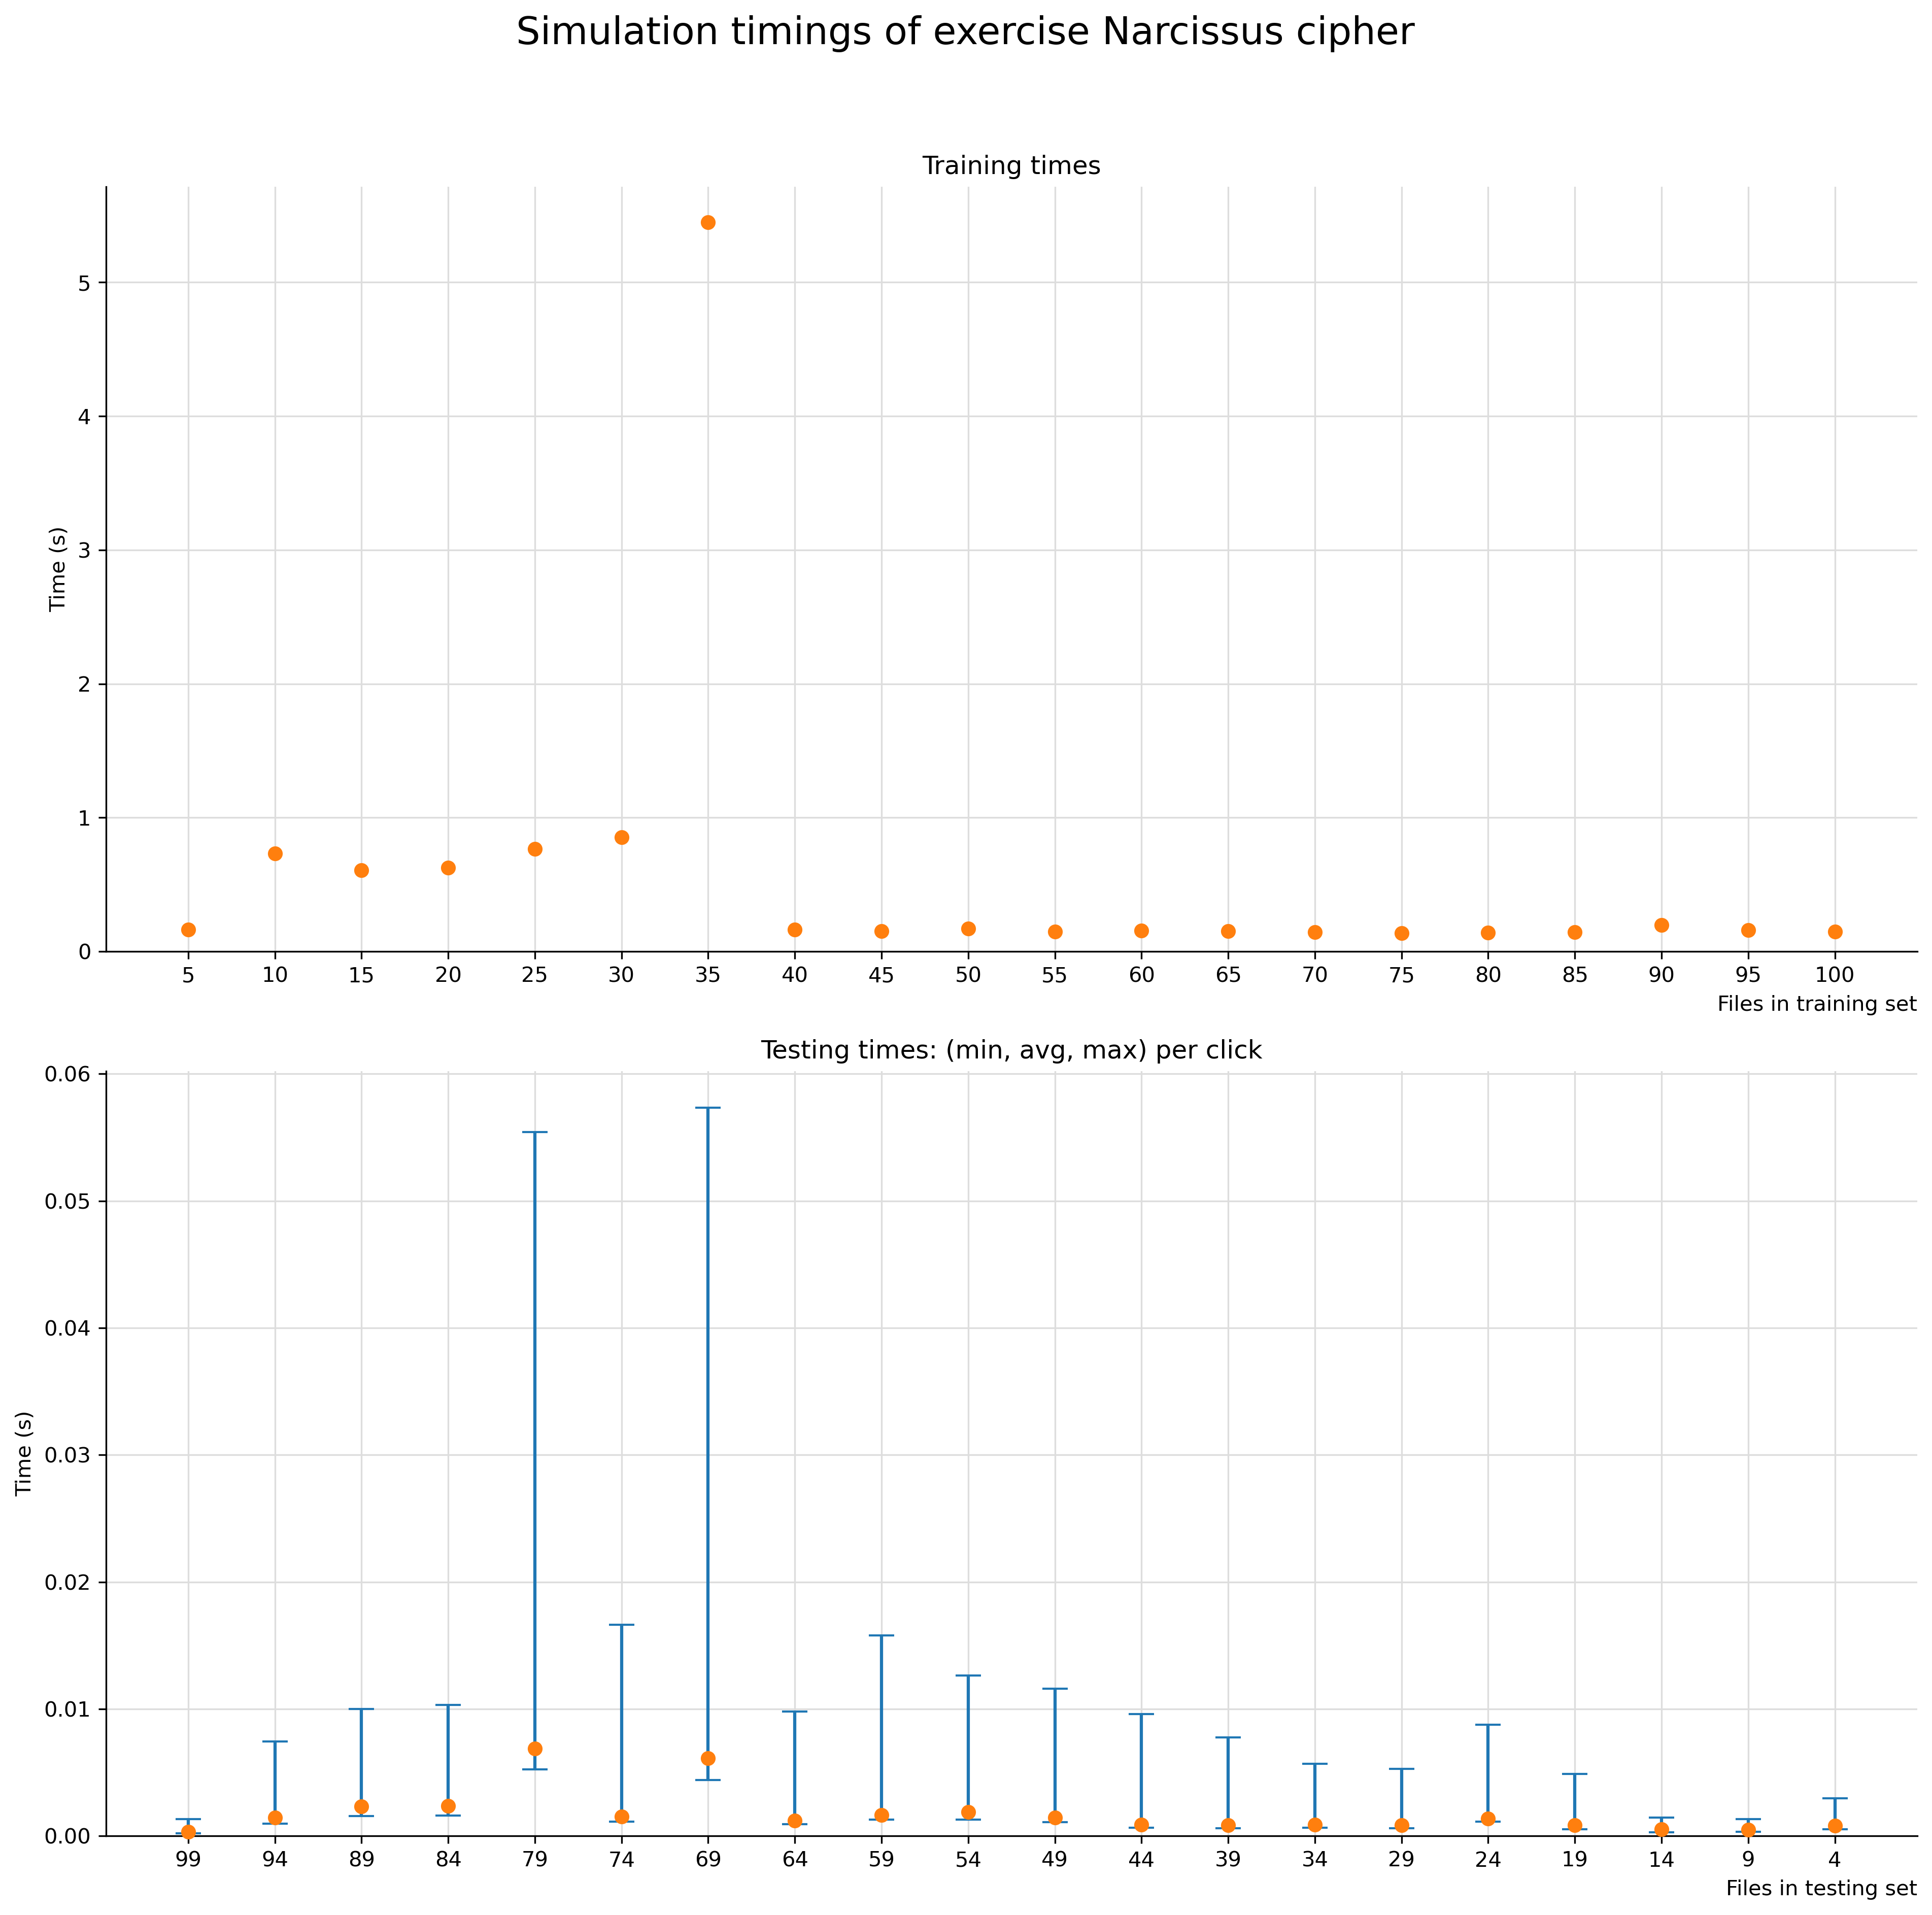 Simulation timings of exercise Narcissus cipher
Training times
Time (s)
5
4
3
2
1
0
5 10 15 20 25 30 35 40 45 50 55 60 65 70 75 80 85 90 95 100
Files in training set
Testing times: (min, avg, max) per click
Time (s)
0.06
0.05
0.04
0.03
0.02
0.01
0.00
99 94 89 84 79 74 69 64 59 54 49 44 39 34 29 24 19 14 9 4
Files in testing set